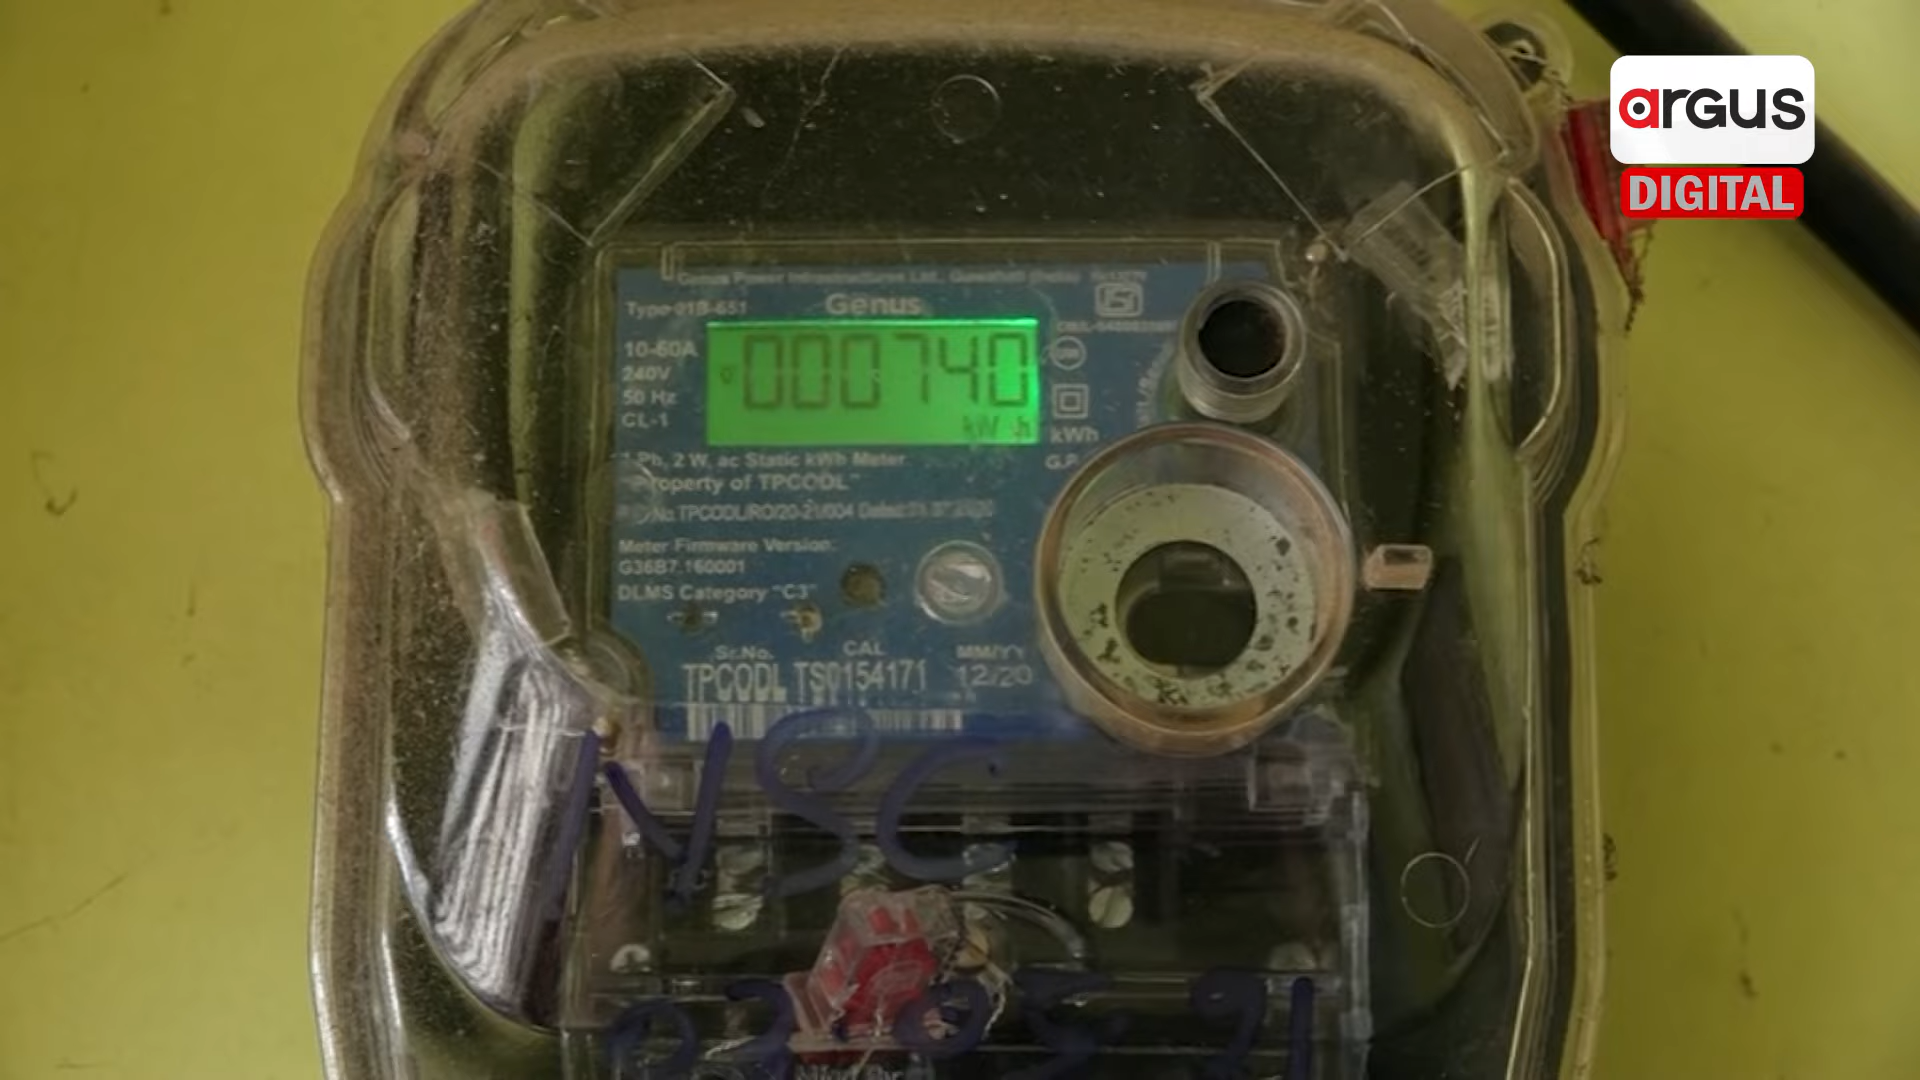 argus
DIGITAL
Type 01B-651
Genus
10-60A
240V
50 Hz
CL-1
000740
kW h
kWh
1 Ph, 2 W, ac Static kWh Meter
"Property of TPCODL"
Meter Firmware Version:
G36B7.160001
DLMS Category "C3"
Sr.No.
CAL
MM/YY
TPCODL TS0154171
12/20
NSC